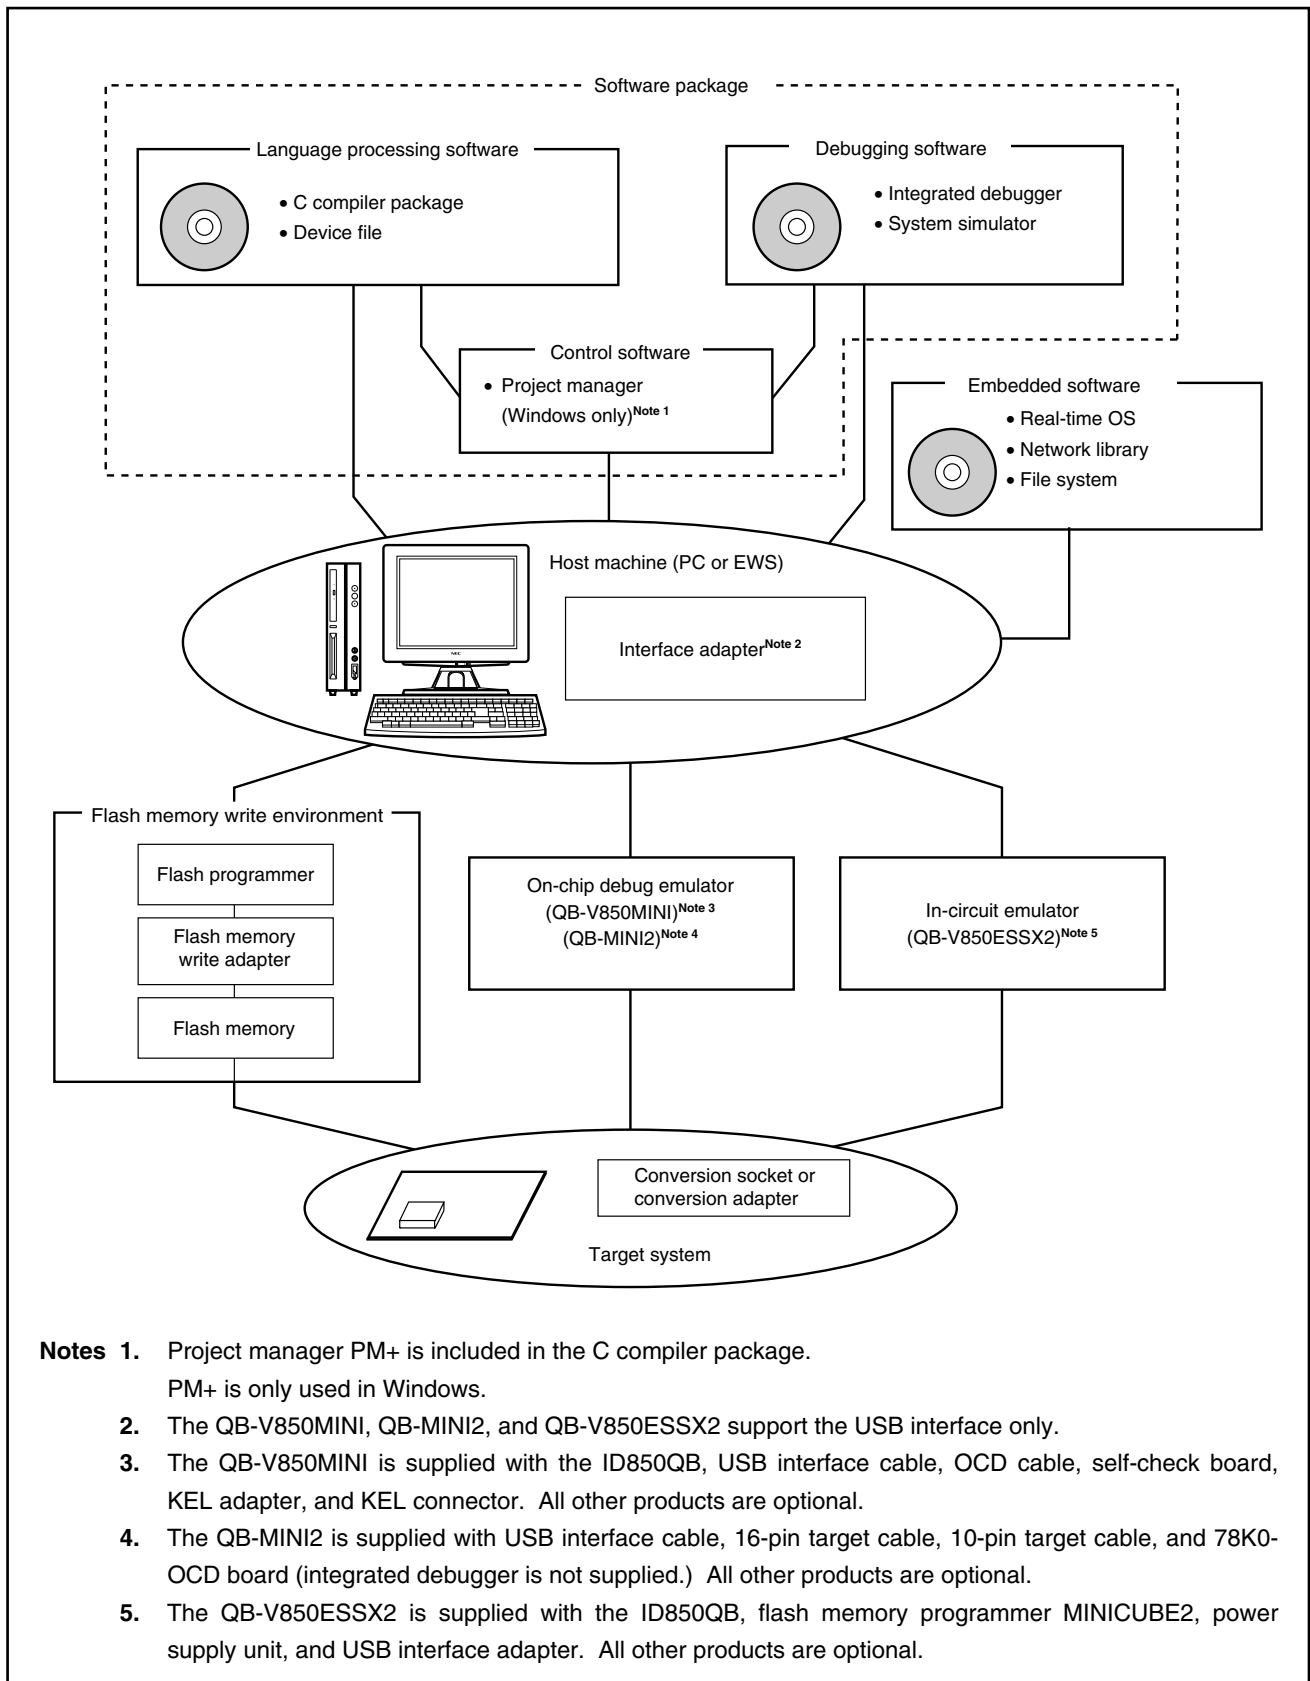 Software package
Language processing software
• C compiler package
• Device file
Debugging software
• Integrated debugger
• System simulator
Control software
• Project manager
(Windows only)Note 1
Embedded software
• Real-time OS
• Network library
• File system
Host machine (PC or EWS)
NEC
Interface adapterNote 2
Flash memory write environment
Flash programmer
Flash memory
write adapter
Flash memory
On-chip debug emulator
(QB-V850MINI)Note 3
(QB-MINI2)Note 4
In-circuit emulator
(QB-V850ESSX2)Note 5
Conversion socket or
conversion adapter
Target system
Notes 1. Project manager PM+ is included in the C compiler package.
PM+ is only used in Windows.
2. The QB-V850MINI, QB-MINI2, and QB-V850ESSX2 support the USB interface only.
3. The QB-V850MINI is supplied with the ID850QB, USB interface cable, OCD cable, self-check board,
KEL adapter, and KEL connector. All other products are optional.
4. The QB-MINI2 is supplied with USB interface cable, 16-pin target cable, 10-pin target cable, and 78K0-
OCD board (integrated debugger is not supplied.) All other products are optional.
5. The QB-V850ESSX2 is supplied with the ID850QB, flash memory programmer MINICUBE2, power
supply unit, and USB interface adapter. All other products are optional.